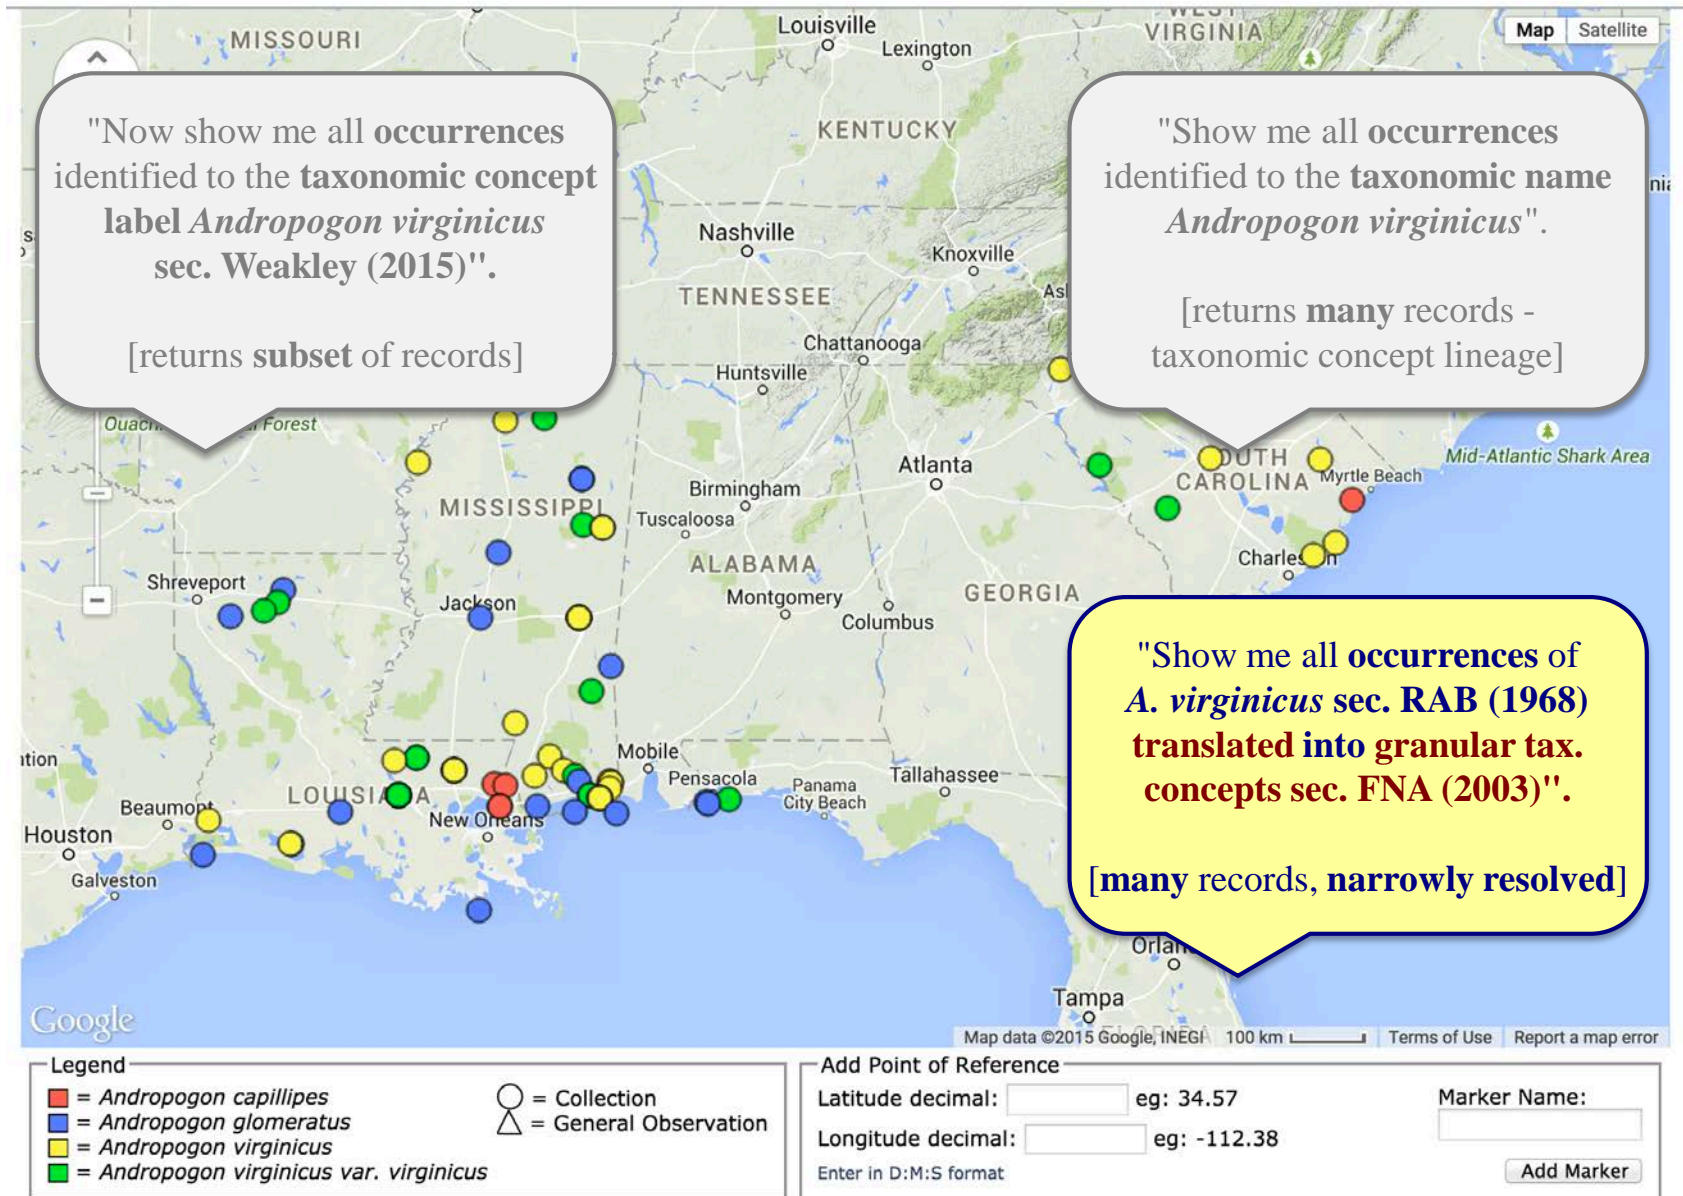 MISSOURI
Louisville
Lexington
VIRGINIA
Map
Satellite
KENTUCKY
"Now show me all occurrences
identified to the taxonomic concept
label Andropogon virginicus
sec. Weakley (2015)".
[returns subset of records]
"Show me all occurrences
identified to the taxonomic name
Andropogon virginicus".
[returns many records -
taxonomic concept lineage]
Nashville
Knoxville
TENNESSEE
Chattanooga
Huntsville
Forest
Mid-Atlantic Shark Area
Atlanta
SOUTH
CAROLINA
Myrtle Beach
Birmingham
MISSISSIPPI
Tuscaloosa
ALABAMA
Charleston
Shreveport
Jackson
Montgomery
GEORGIA
Columbus
"Show me all occurrences of
A. virginicus sec. RAB (1968)
translated into granular tax.
concepts sec. FNA (2003)".
[many records, narrowly resolved]
Mobile
Pensacola
Panama
City Beach
Tallahassee
LOUISIANA
Beaumont
New Orleans
Houston
Galveston
Orlan
Tampa
FLORIDA
Google
Map data ©2015 Google, INEGI
100 km
Terms of Use
Report a map error
Legend
= Andropogon capillipes
= Andropogon glomeratus
= Andropogon virginicus
= Andropogon virginicus var. virginicus
= Collection
= General Observation
Add Point of Reference
Latitude decimal:
eg: 34.57
Longitude decimal:
eg: -112.38
Enter in D:M:S format
Marker Name:
Add Marker